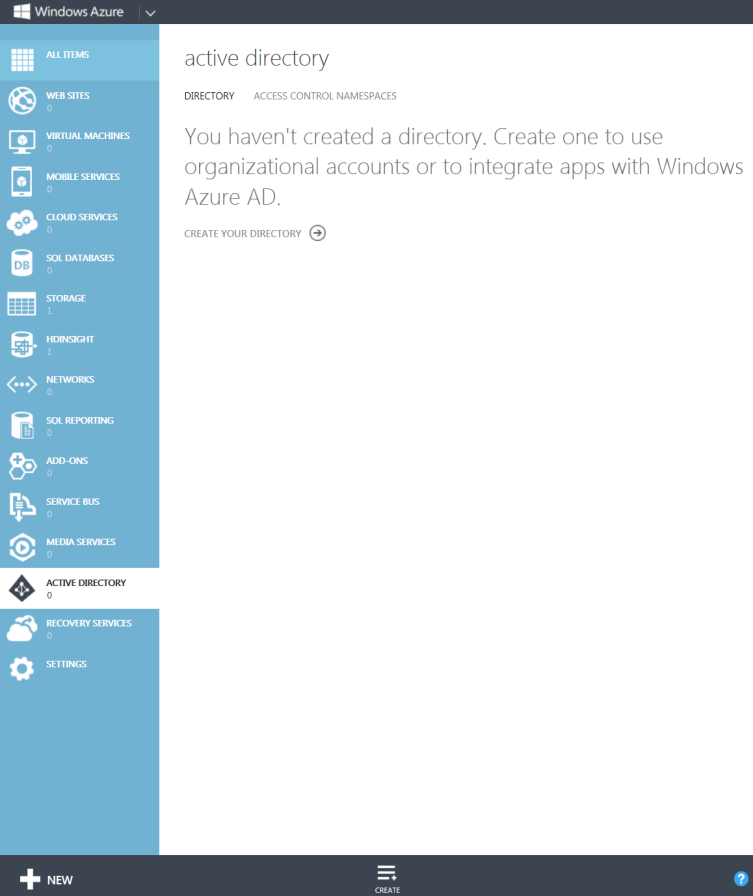 Windows Azure
ALL ITEMS
WEB SITES
0
VIRTUAL MACHINES
0
MOBILE SERVICES
0
CLOUD SERVICES
0
SQL DATABASES
0
DB
STORAGE
1
HDINSIGHT
1
NETWORKS
0
SQL REPORTING
0
ADD-ONS
0
SERVICE BUS
0
MEDIA SERVICES
0
ACTIVE DIRECTORY
0
RECOVERY SERVICES
0
SETTINGS
active directory
DIRECTORY ACCESS CONTROL NAMESPACES
You haven't created a directory. Create one to use
organizational accounts or to integrate apps with Windows
Azure AD.
CREATE YOUR DIRECTORY
NEW
CREATE
?